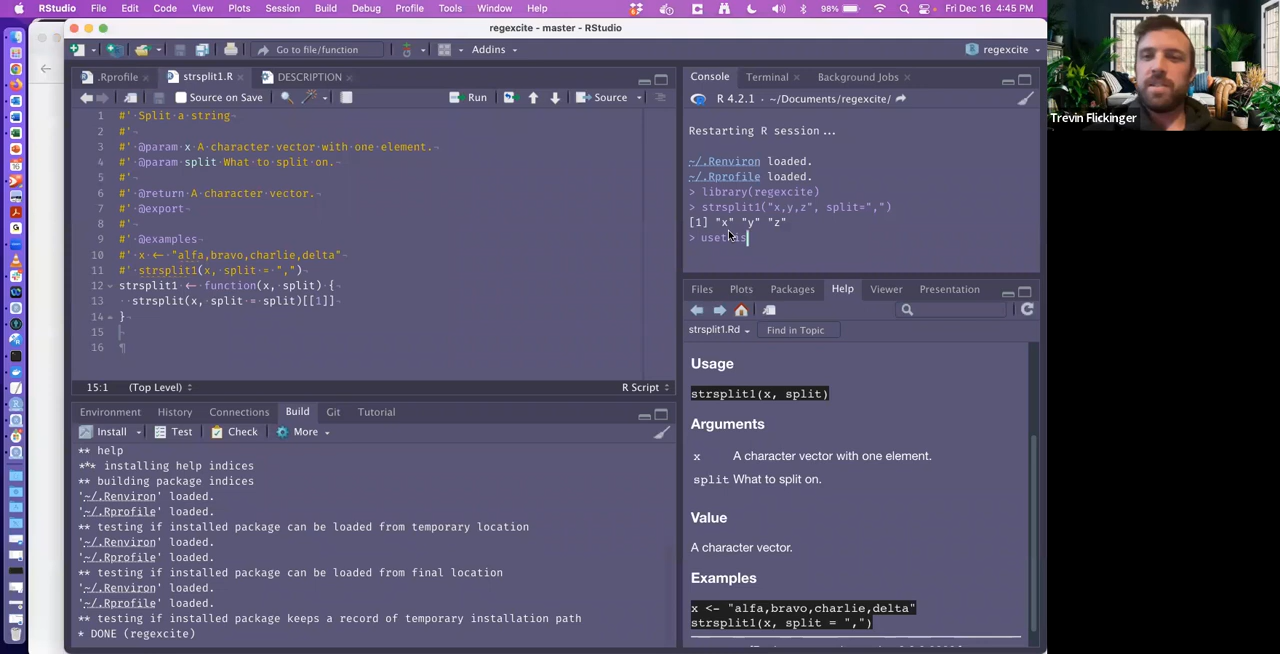 RStudio File Edit Code View Plots Session Build Debug Profile Tools Window Help 98% Fri Dec 16 4:45 PM
regexcite - master - RStudio
Go to file/function Addins regexcite
.Rprofile strsplit1.R DESCRIPTION
Source on Save Run Source
1 #' Split a string
2 #'
3 #' @param x A character vector with one element.
4 #' @param split What to split on.
5 #'
6 #' @return A character vector.
7 #' @export
8 #'
9 #' @examples
10 #' x <- "alfa,bravo,charlie,delta"
11 #' strsplit1(x, split = ",")
12 strsplit1 <- function(x, split) {
13 strsplit(x, split = split)[[1]]
14 }
15
16
15:1 (Top Level) R Script
Environment History Connections Build Git Tutorial
Install Test Check More
** help
*** installing help indices
** building package indices
'~/.Renviron' loaded.
'~/.Rprofile' loaded.
** testing if installed package can be loaded from temporary location
'~/.Renviron' loaded.
'~/.Rprofile' loaded.
** testing if installed package can be loaded from final location
'~/.Renviron' loaded.
'~/.Rprofile' loaded.
** testing if installed package keeps a record of temporary installation path
* DONE (regexcite)
Console Terminal Background Jobs
R 4.2.1 · ~/Documents/regexcite/
Restarting R session...
~/.Renviron loaded.
~/.Rprofile loaded.
> library(regexcite)
> strsplit1("x,y,z", split=",")
[1] "x" "y" "z"
> usethis
Files Plots Packages Help Viewer Presentation
strsplit1.Rd Find in Topic
Usage
strsplit1(x, split)
Arguments
x A character vector with one element.
split What to split on.
Value
A character vector.
Examples
x <- "alfa,bravo,charlie,delta"
strsplit1(x, split = ",")
Trevin Flickinger